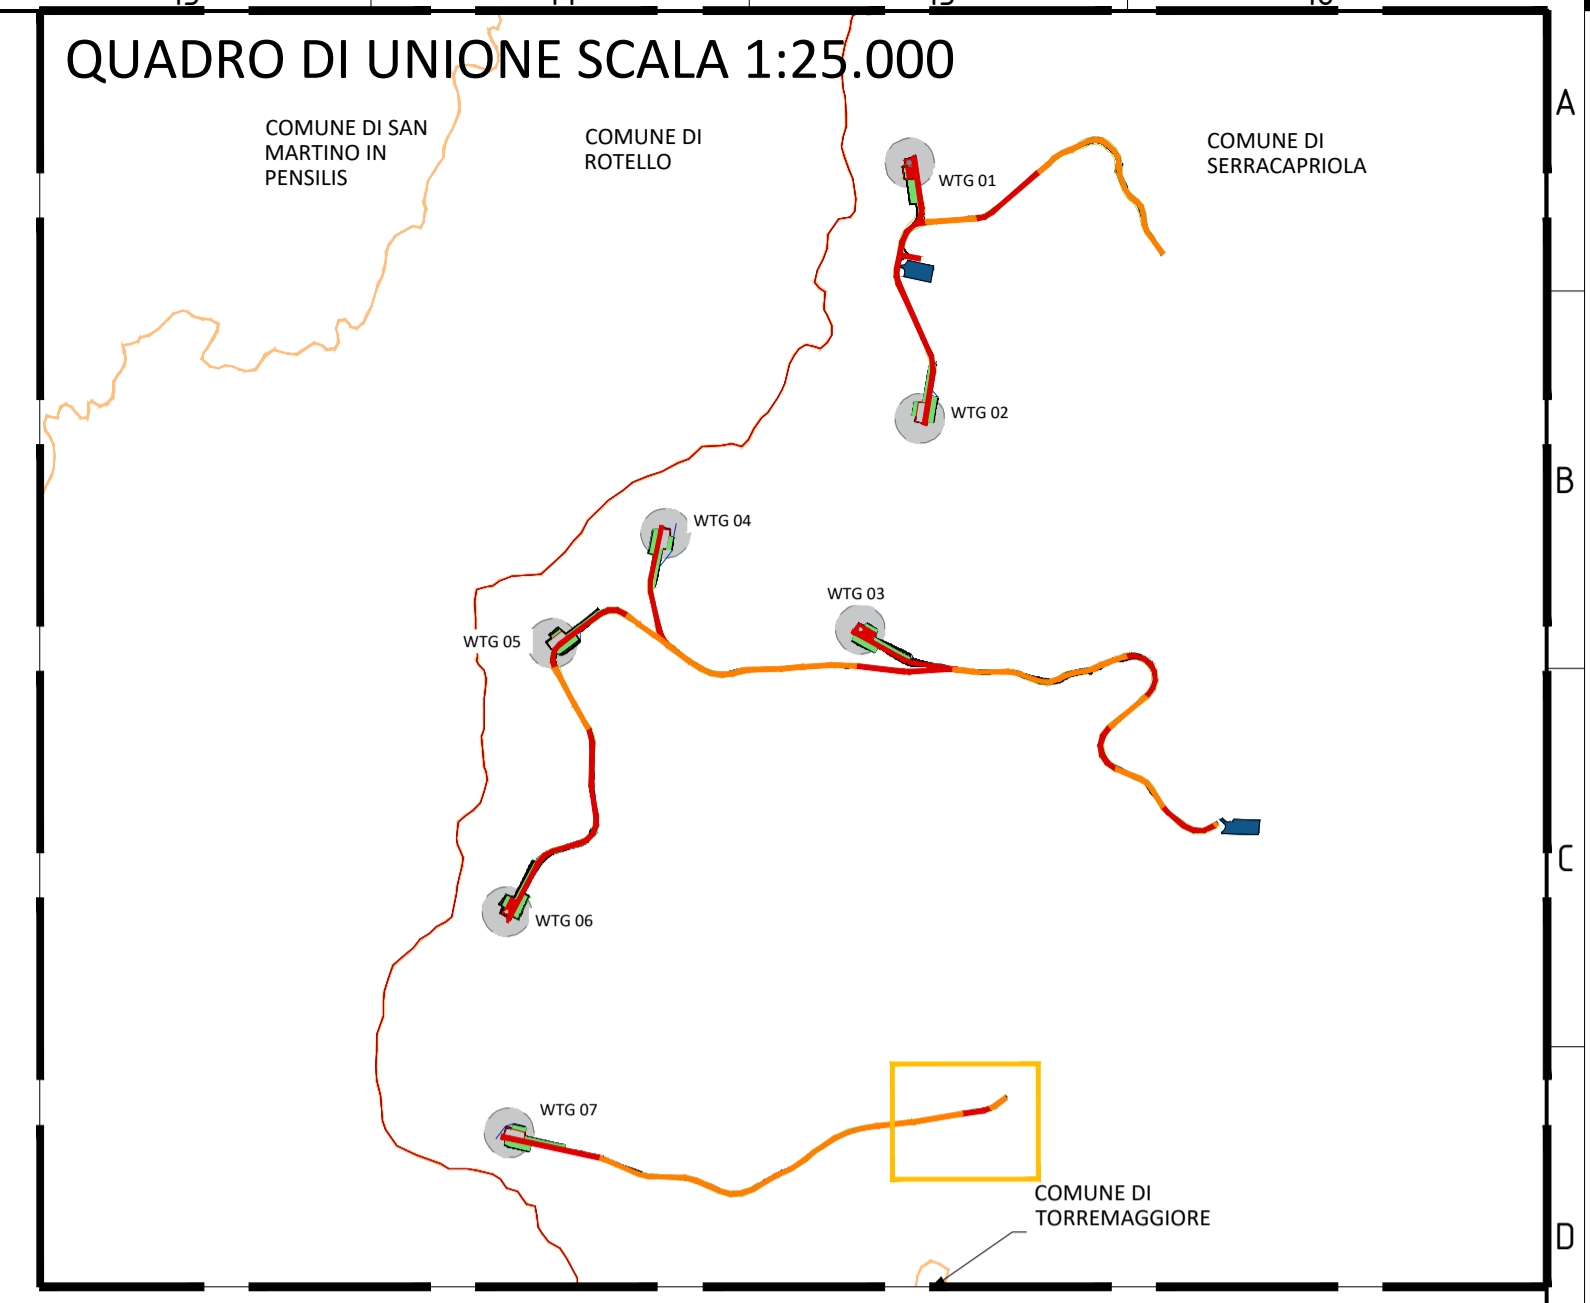 QUADRO DI UNIONE SCALA 1:25.000
A
COMUNE DI SAN
MARTINO IN
PENSILIS
COMUNE DI
ROTELLO
COMUNE DI
SERRACAPRIOLA
WTG 01
WTG 02
B
WTG 04
WTG 03
WTG 05
C
WTG 06
WTG 07
COMUNE DI
TORREMAGGIORE
D